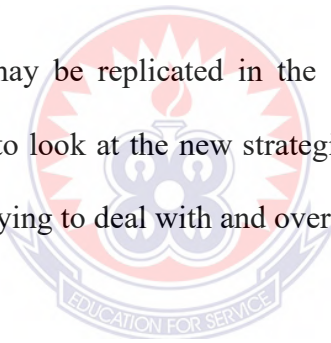 may be replicated in the
to look at the new strategi
ying to deal with and over
EDUCATION FOR SERVICE